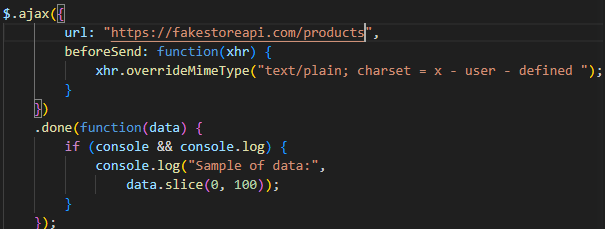 $.ajax({
url: "https://fakestoreapi.com/products",
beforeSend: function(xhr) {
xhr.overrideMimeType("text/plain; charset = x - user - defined ");
}
})
.done(function(data) {
if (console && console.log) {
console.log("Sample of data:",
data.slice(0, 100));
}
});